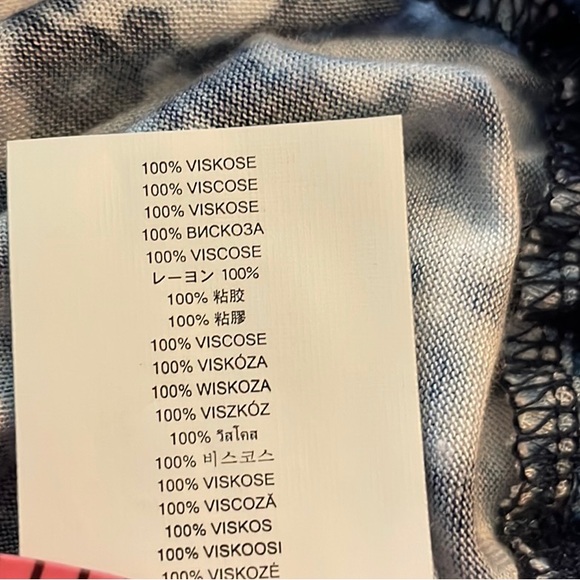 100% VISKOSE
100% VISCOSE
100% VISKOSE
100% ВИСКОЗА
100% VISCOSE
レーヨン 100%
100% 粘胶
100% 粘膠
100% VISCOSE
100% VISKÓZA
100% WISKOZA
100% VISZKÓZ
100% วิสโคส
100% 비스코스
100% VISKOSE
100% VISCOZĂ
100% VISKOS
100% VISKOOSI
100% VISKOZĖ